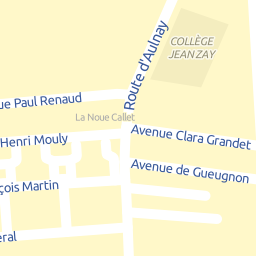 Route d'Aulnay
COLLÈGE
JEAN ZAY
ue Paul Renaud
La Noue Callet
Henri Mouly
Avenue Clara Grandet
Avenue de Gueugnon
çois Martin
eral